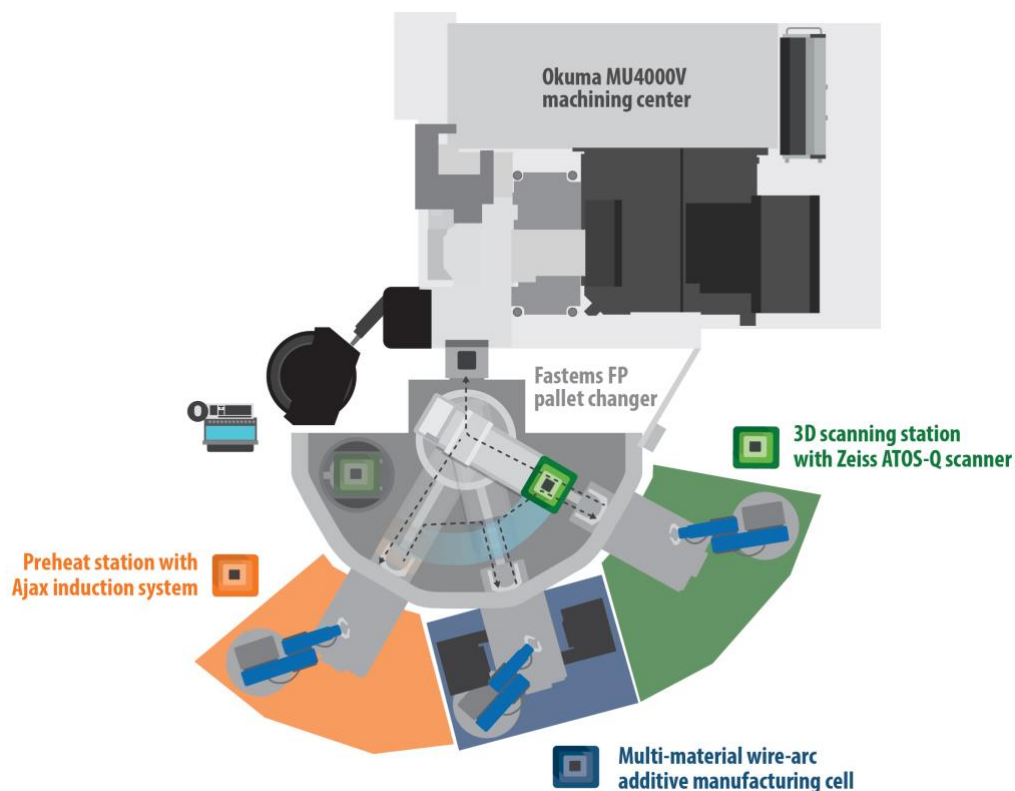 Okuma MU4000V
machining center
Fastems FP
pallet changer
3D scanning station
with Zeiss ATOS-Q scanner
Preheat station with
Ajax induction system
Multi-material wire-arc
additive manufacturing cell